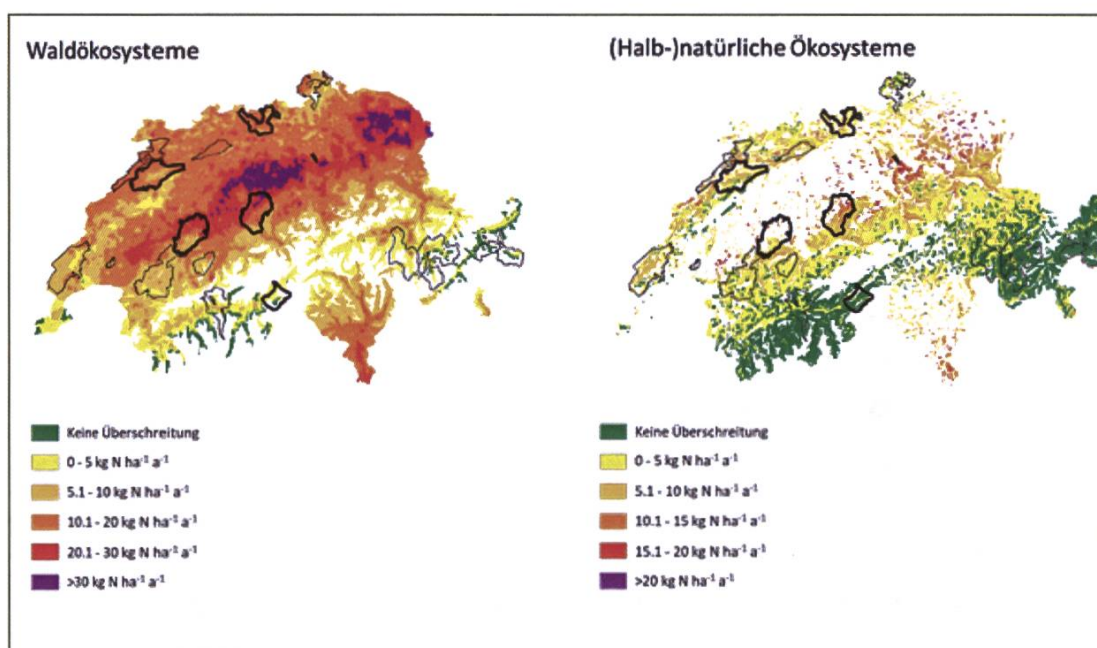 Waldökosysteme
Keine Überschreitung
0 - 5 kg N ha⁻¹ a⁻¹
5.1 - 10 kg N ha⁻¹ a⁻¹
10.1 - 20 kg N ha⁻¹ a⁻¹
20.1 - 30 kg N ha⁻¹ a⁻¹
>30 kg N ha⁻¹ a⁻¹
(Halb-)natürliche Ökosysteme
Keine Überschreitung
0 - 5 kg N ha⁻¹ a⁻¹
5.1 - 10 kg N ha⁻¹ a⁻¹
10.1 - 15 kg N ha⁻¹ a⁻¹
15.1 - 20 kg N ha⁻¹ a⁻¹
>20 kg N ha⁻¹ a⁻¹